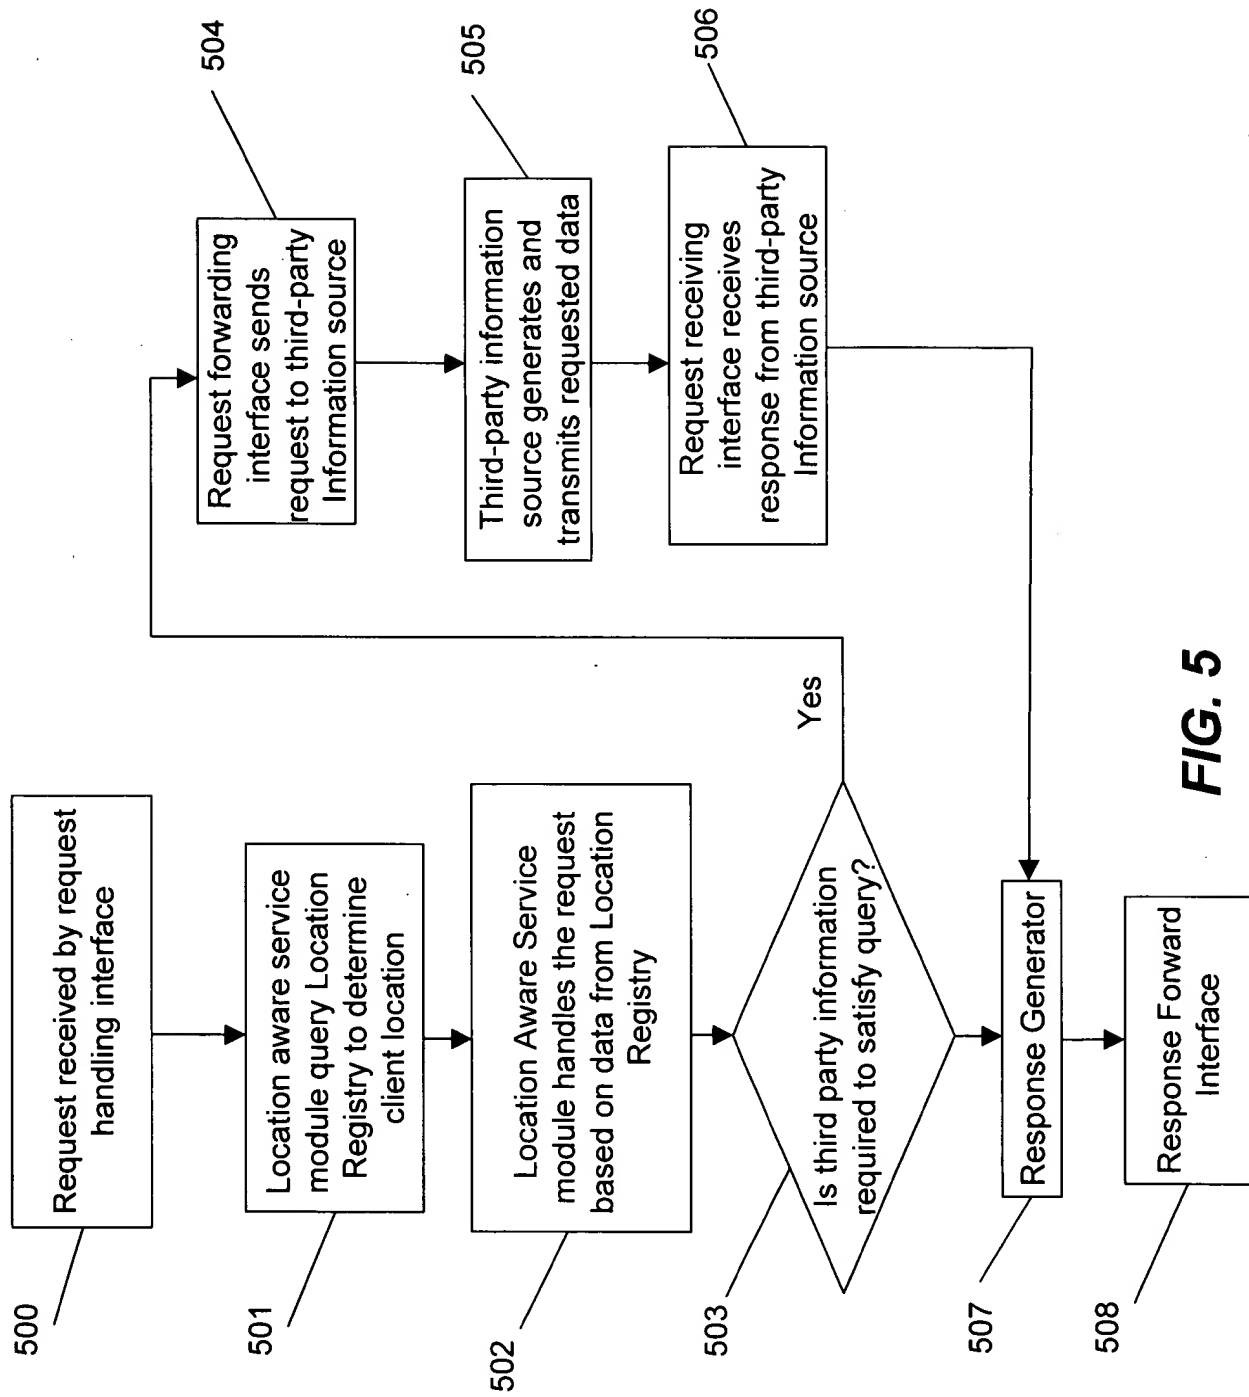 500
Request received by request
handling interface
501
Location aware service
module query Location
Registry to determine
client location
502
Location Aware Service
module handles the request
based on data from Location
Registry
503
Is third party information
required to satisfy query?
Yes
504
Request forwarding
interface sends
request to third-party
Information source
505
Third-party information
source generates and
transmits requested data
506
Request receiving
interface receives
response from third-party
Information source
507
Response Generator
508
Response Forward
Interface
FIG. 5